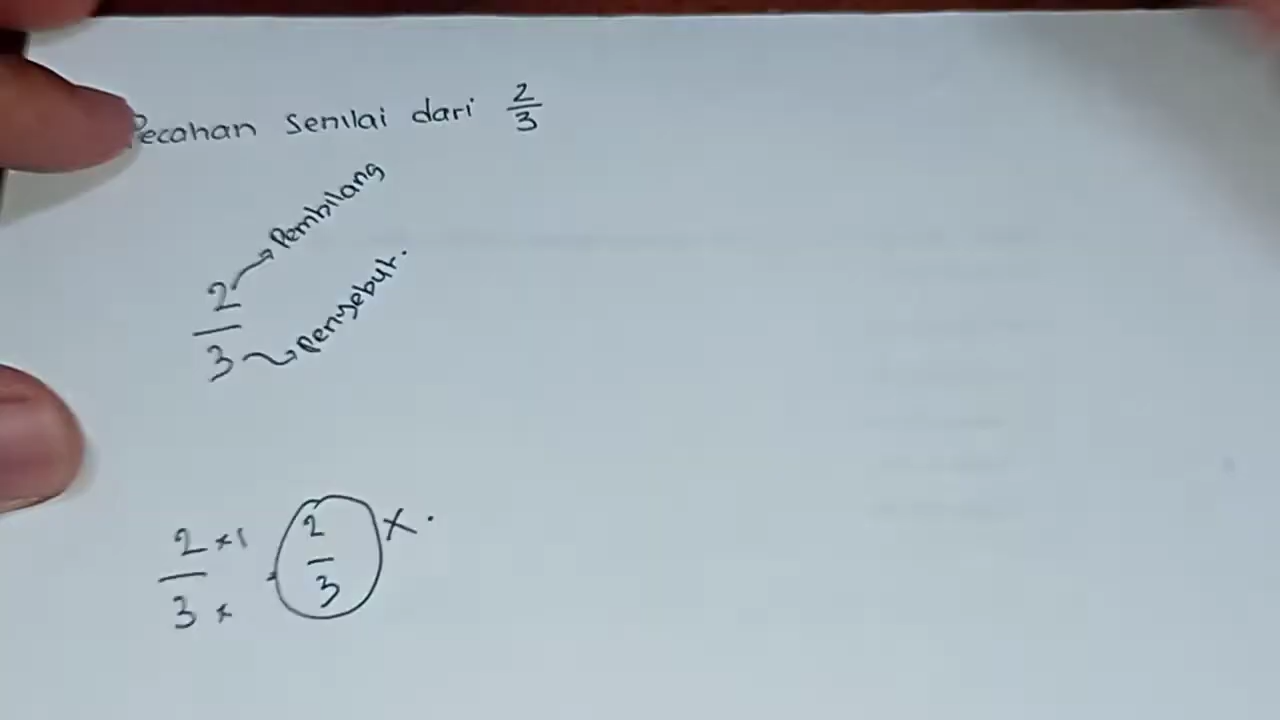 Pecahan Senilai dari 2/3
2 → Pembilang
3 → Penyebut.
2 × 1
3 ×
2
3
× .